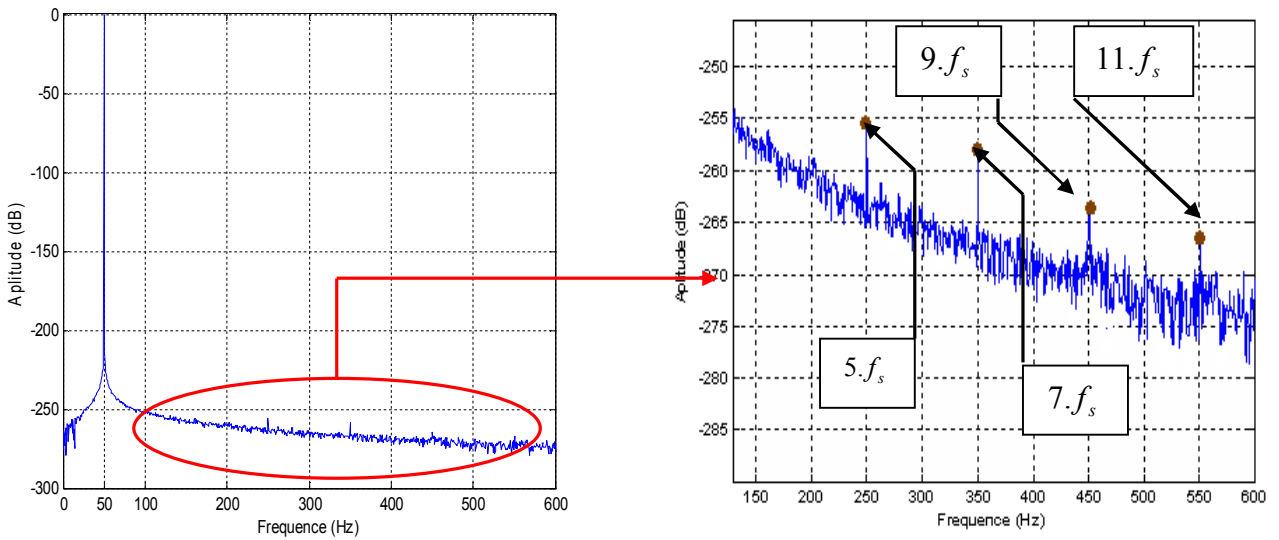 0
-50
-100
-150
-200
-250
-300
Aplitude (dB)
0 50 100 200 300 400 500 600
Frequence (Hz)
-250
-255
-260
-265
-270
-275
-280
-285
Aplitude (dB)
150 200 250 300 350 400 450 500 550 600
Frequence (Hz)
9.fs
11.fs
5.fs
7.fs